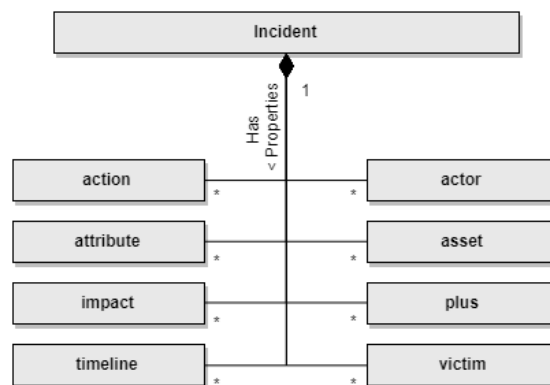 Incident
1
Has
< Properties
action
actor
*
*
attribute
asset
*
*
impact
plus
*
*
timeline
victim
*
*